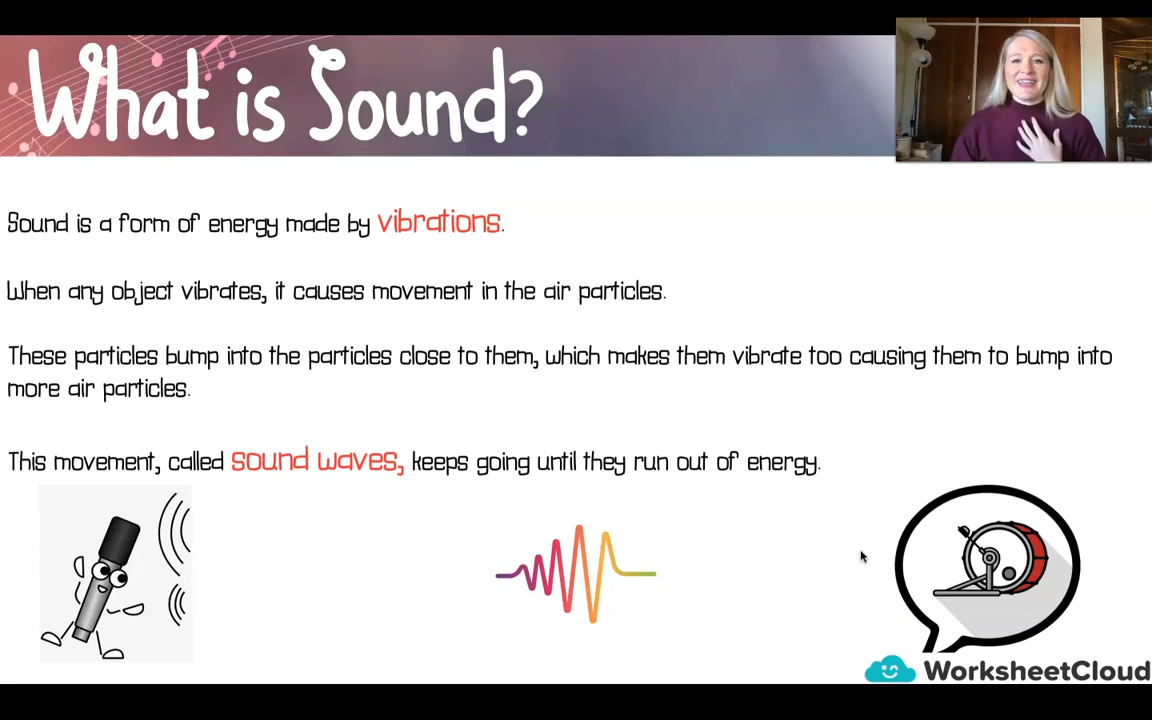 What is Sound?
Sound is a form of energy made by vibrations.
When any object vibrates, it causes movement in the air particles.
These particles bump into the particles close to them, which makes them vibrate too causing them to bump into
more air particles.
This movement, called sound waves, keeps going until they run out of energy.
WorksheetCloud